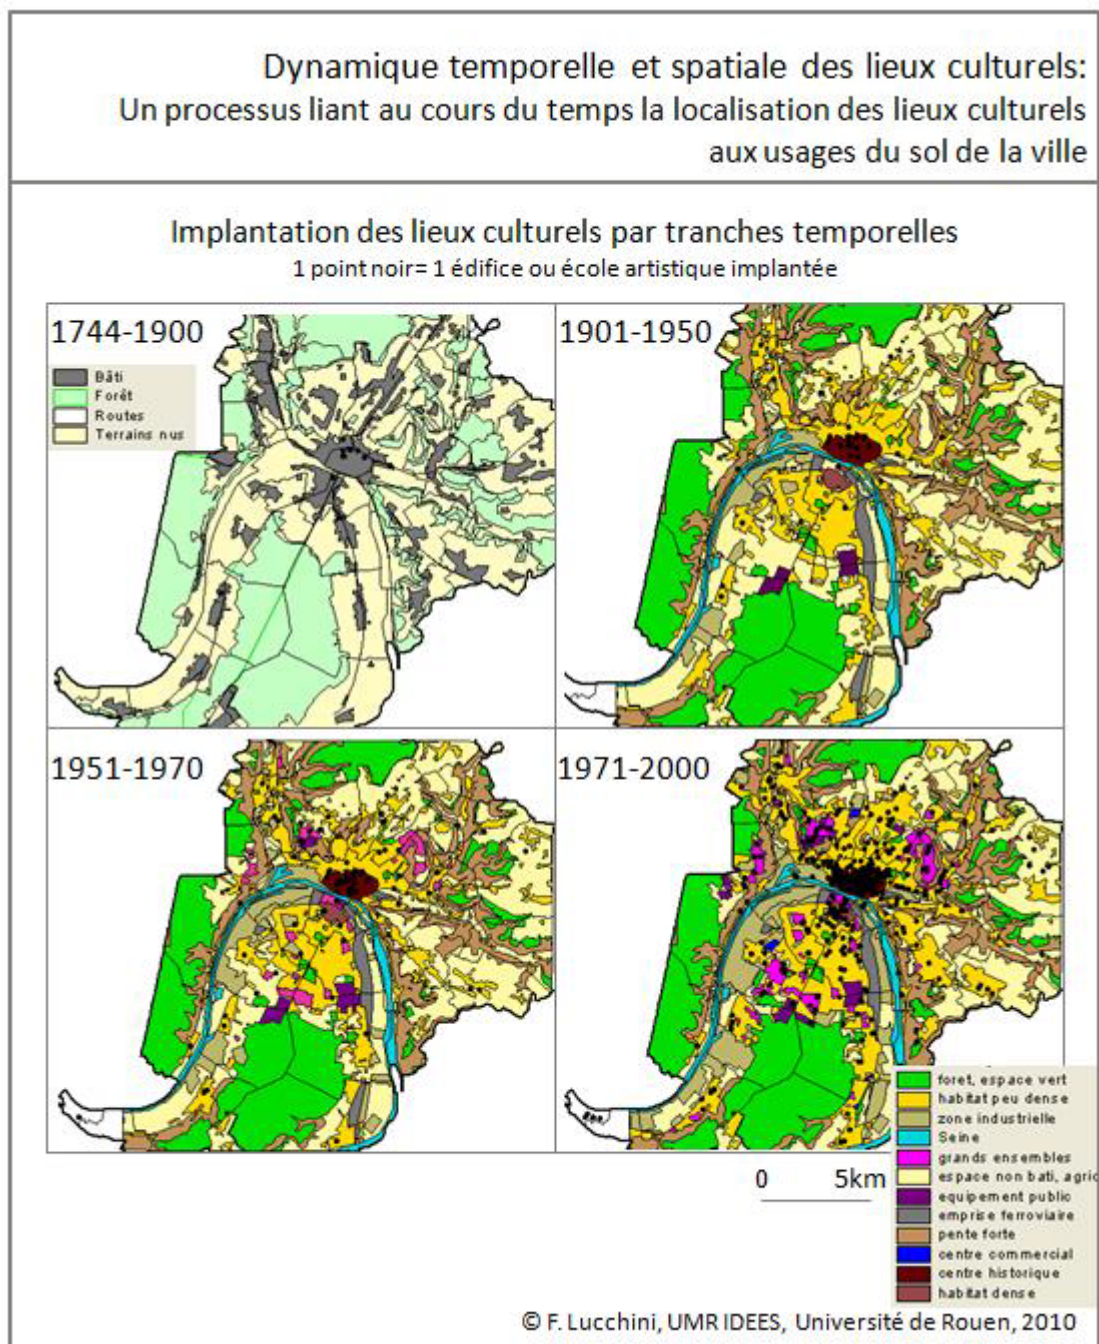 Dynamique temporelle et spatiale des lieux culturels:
Un processus liant au cours du temps la localisation des lieux culturels
aux usages du sol de la ville
Implantation des lieux culturels par tranches temporelles
1 point noir= 1 édifice ou école artistique implantée
1744-1900
Bâti
Forêt
Routes
Terrains nus
1901-1950
1951-1970
1971-2000
foret, espace vert
habitat peu dense
zone industrielle
Seine
grands ensembles
espace non bati, agric
equipement public
emprise ferroviaire
pente forte
centre commercial
centre historique
habitat dense
0 5km
© F. Lucchini, UMR IDEES, Université de Rouen, 2010